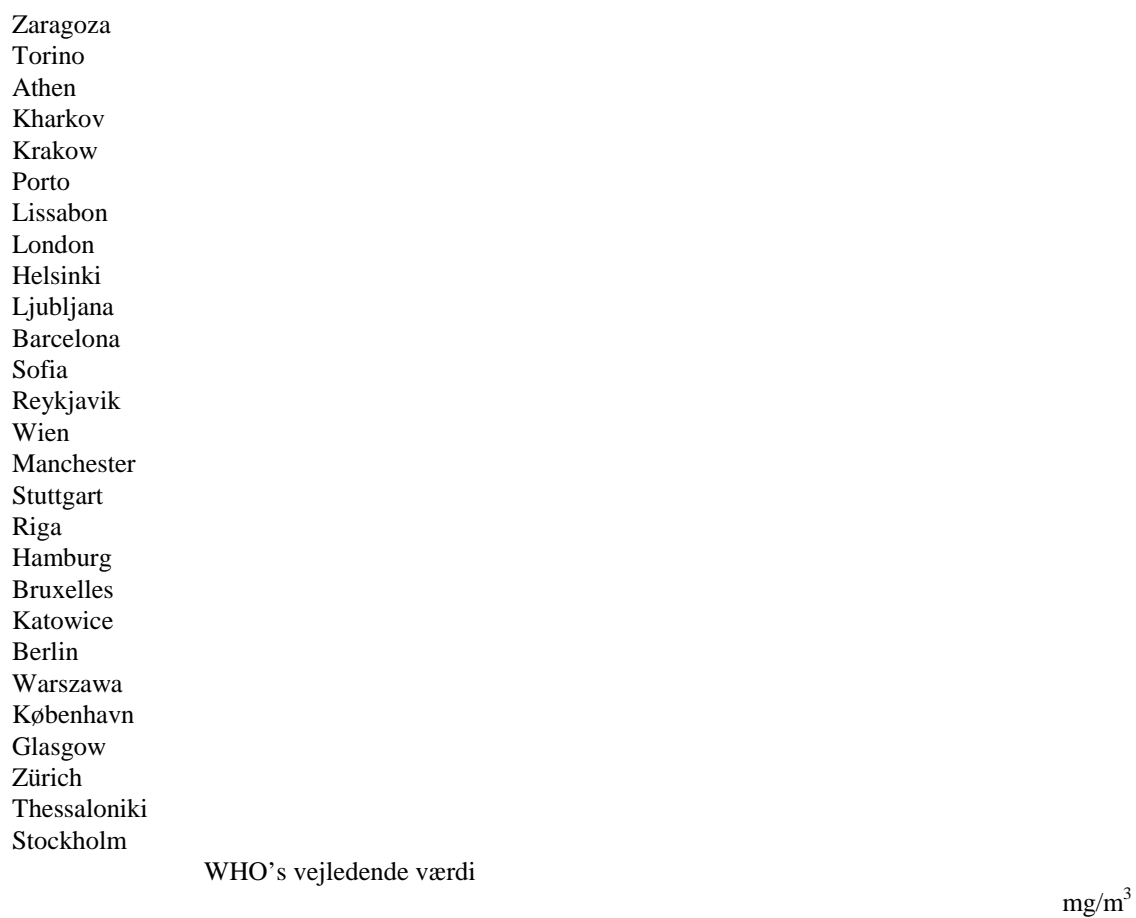 Zaragoza
Torino
Athen
Kharkov
Krakow
Porto
Lissabon
London
Helsinki
Ljubljana
Barcelona
Sofia
Reykjavik
Wien
Manchester
Stuttgart
Riga
Hamburg
Bruxelles
Katowice
Berlin
Warszawa
København
Glasgow
Zürich
Thessaloniki
Stockholm
WHO’s vejledende værdi
mg/m³